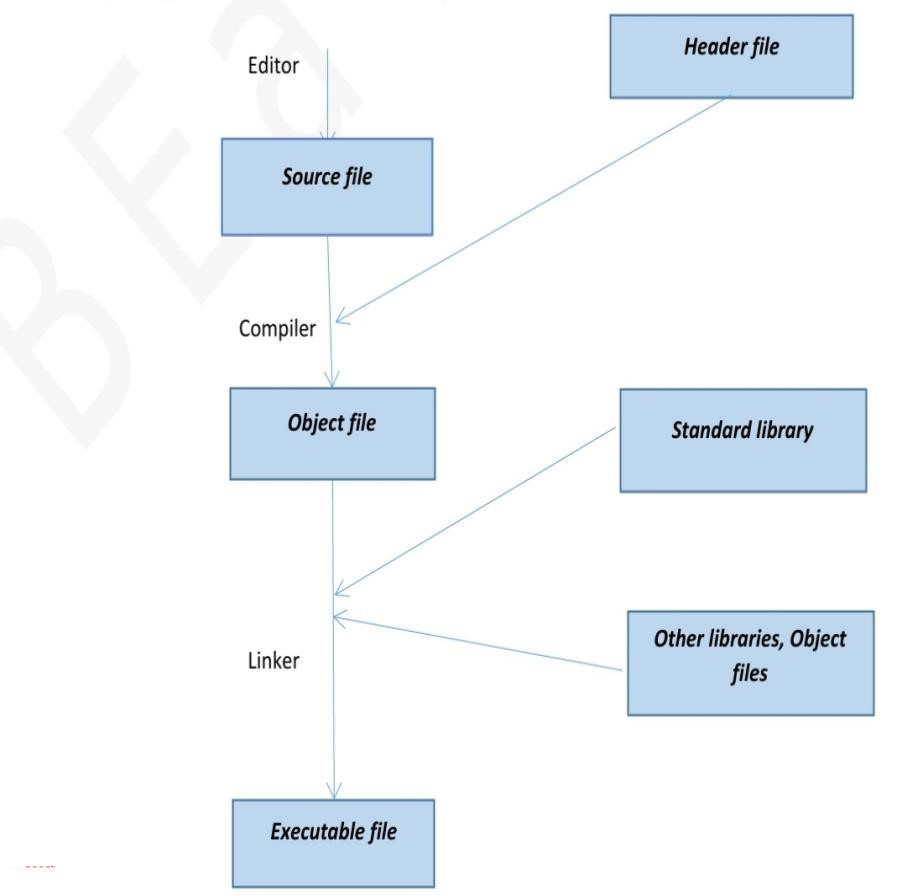 Header file
Editor
Source file
Compiler
Object file
Standard library
Other libraries, Object
files
Linker
Executable file